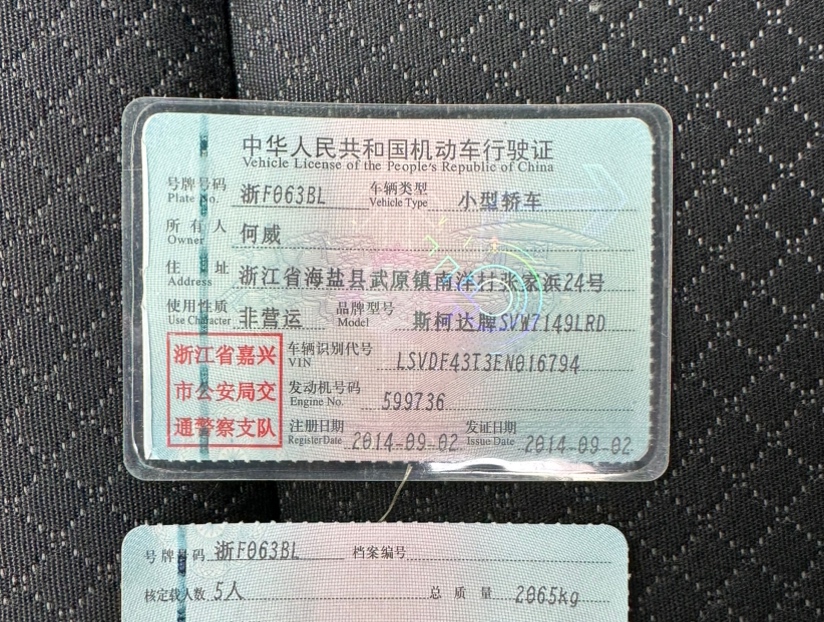 中华人民共和国机动车行驶证
Vehicle License of the People's Republic of China
号牌号码 浙F063BL 车辆类型 小型轿车
Plate No. Vehicle Type
所有人 何威
Owner
住址 浙江省海盐县武原镇南洋村张家浜24号
Address
使用性质 非营运 品牌型号 斯柯达牌SVW7149LRD
Use Character Model
浙江省嘉兴
市公安局交
通警察支队
车辆识别代号 LSVDF43T3EN016794
VIN
发动机号码 599736
Engine No.
注册日期 2014-09-02 发证日期 2014-09-02
Register Date Issue Date
号牌号码 浙F063BL 档案编号
核定载人数 5人 总质量 2065kg